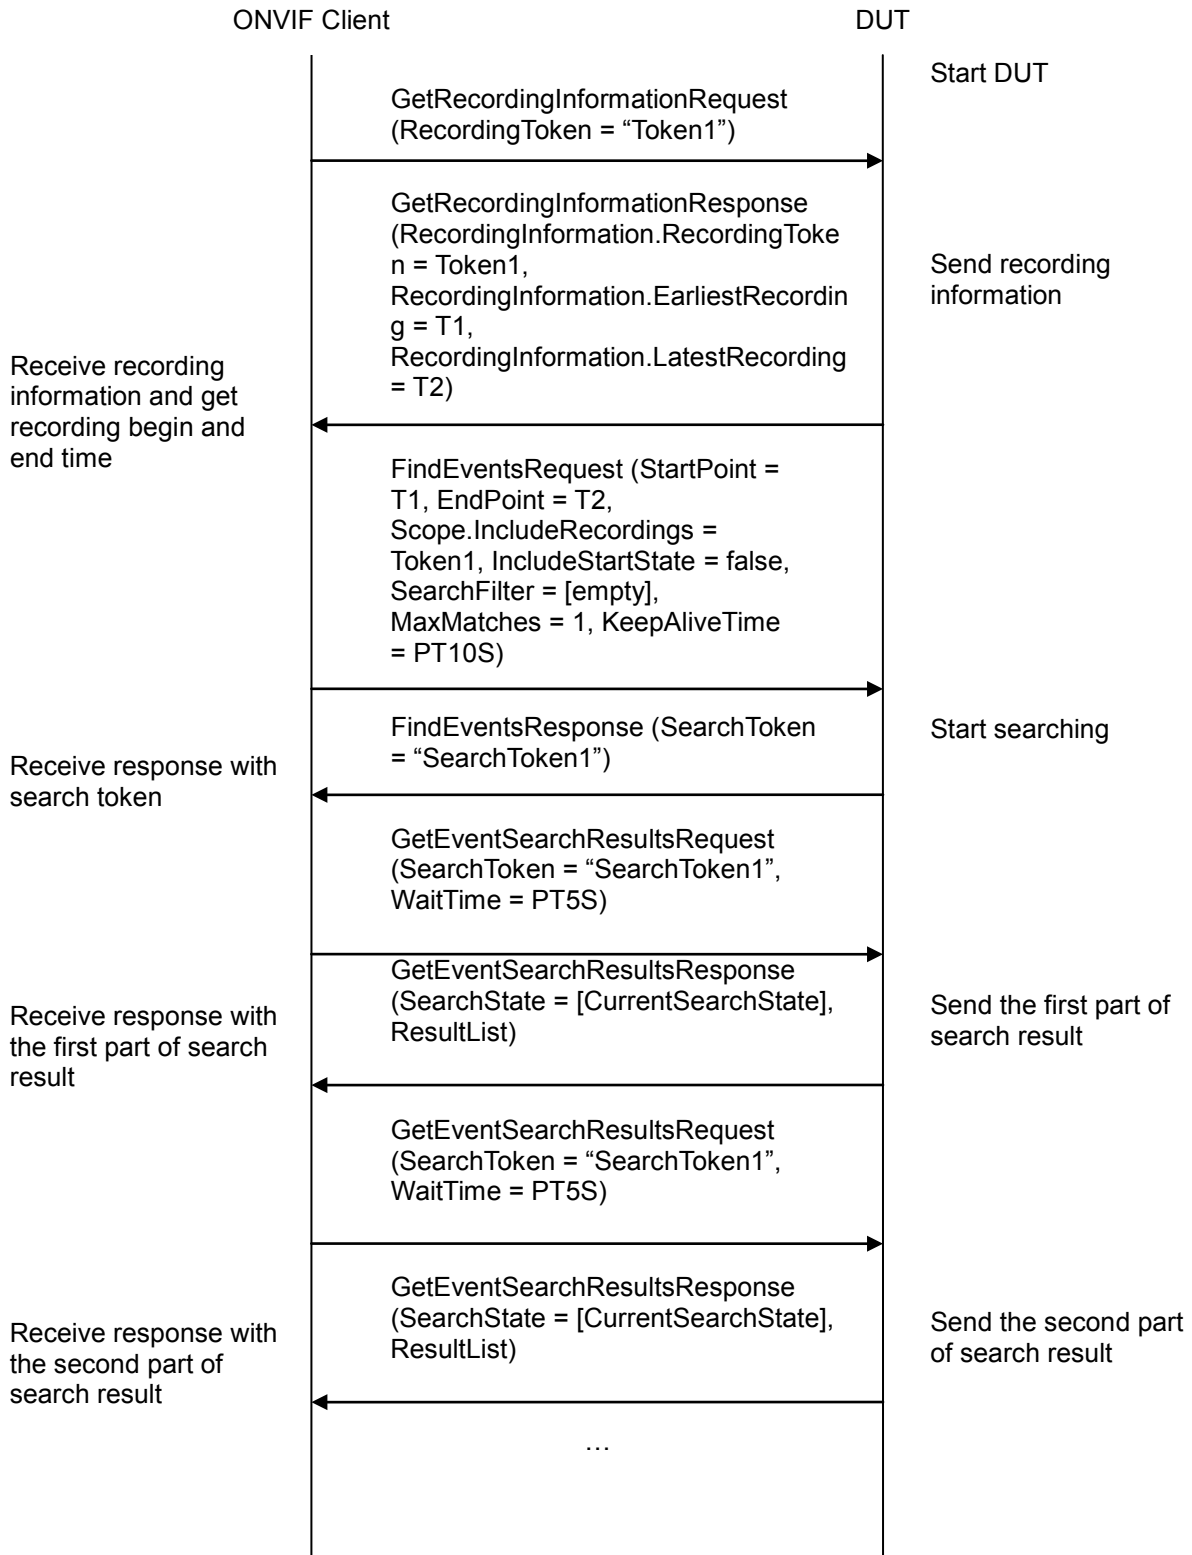 ONVIF Client
DUT
Start DUT
GetRecordingInformationRequest
(RecordingToken = “Token1”)
GetRecordingInformationResponse
(RecordingInformation.RecordingToke
n = Token1,
RecordingInformation.EarliestRecordin
g = T1,
RecordingInformation.LatestRecording
= T2)
Send recording
information
Receive recording
information and get
recording begin and
end time
FindEventsRequest (StartPoint =
T1, EndPoint = T2,
Scope.IncludeRecordings =
Token1, IncludeStartState = false,
SearchFilter = [empty],
MaxMatches = 1, KeepAliveTime
= PT10S)
FindEventsResponse (SearchToken
= “SearchToken1”)
Start searching
Receive response with
search token
GetEventSearchResultsRequest
(SearchToken = “SearchToken1”,
WaitTime = PT5S)
GetEventSearchResultsResponse
(SearchState = [CurrentSearchState],
ResultList)
Send the first part of
search result
Receive response with
the first part of search
result
GetEventSearchResultsRequest
(SearchToken = “SearchToken1”,
WaitTime = PT5S)
GetEventSearchResultsResponse
(SearchState = [CurrentSearchState],
ResultList)
Send the second part
of search result
Receive response with
the second part of
search result
…